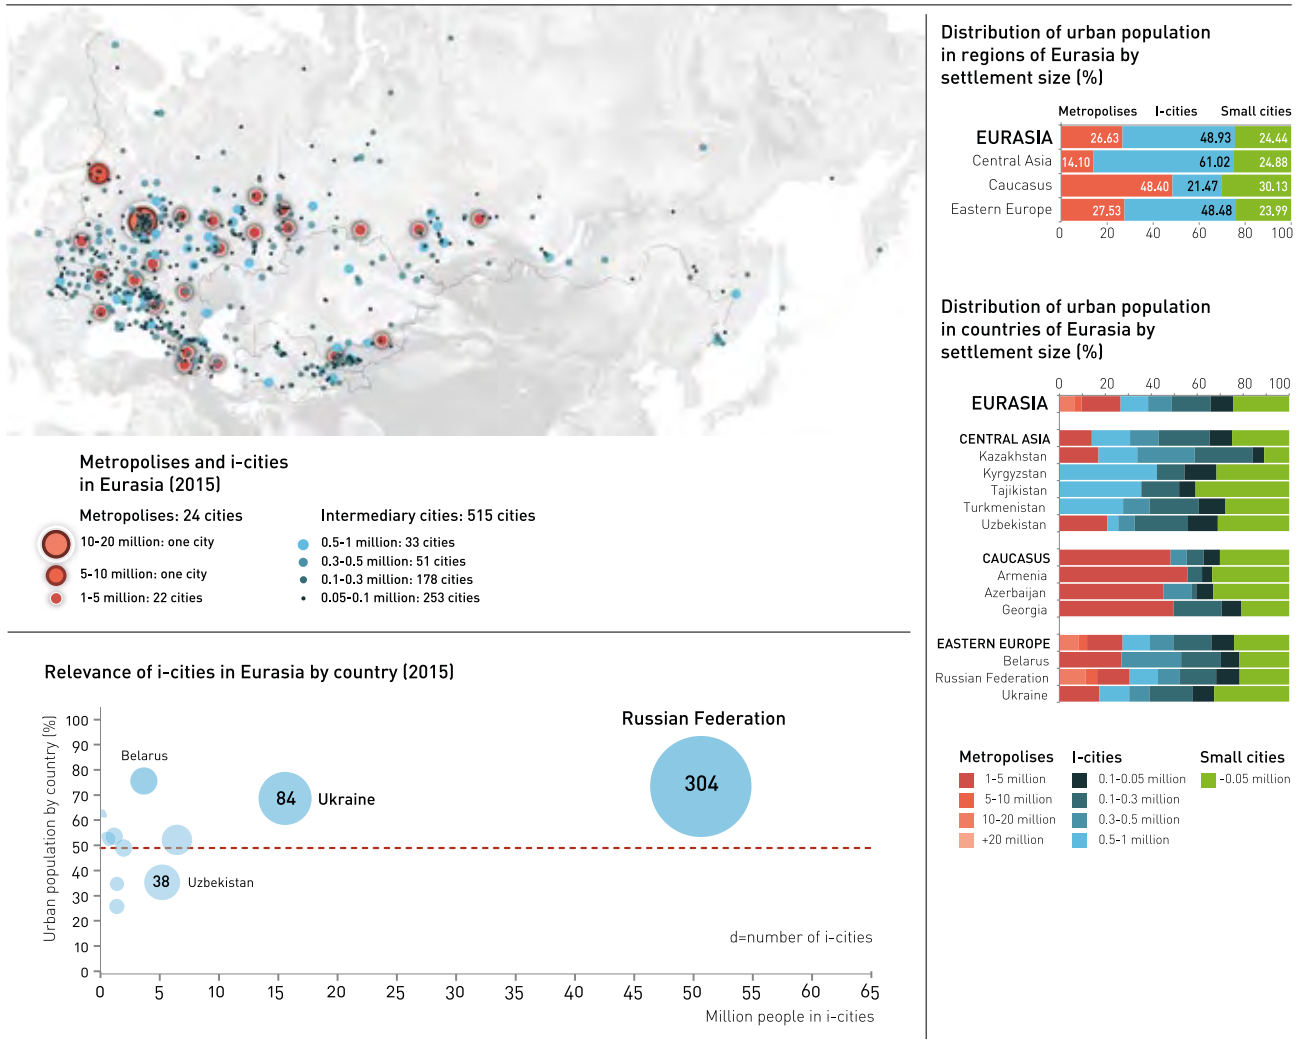 Distribution of urban population
in regions of Eurasia by
settlement size (%)
Metropolises I-cities Small cities
EURASIA 26.63 48.93 24.44
Central Asia 14.10 61.02 24.88
Caucasus 48.40 21.47 30.13
Eastern Europe 27.53 48.48 23.99
0 20 40 60 80 100
Distribution of urban population
in countries of Eurasia by
settlement size (%)
0 20 40 60 80 100
EURASIA
CENTRAL ASIA
Kazakhstan
Kyrgyzstan
Tajikistan
Turkmenistan
Uzbekistan
CAUCASUS
Armenia
Azerbaijan
Georgia
EASTERN EUROPE
Belarus
Russian Federation
Ukraine
Metropolises I-cities Small cities
1-5 million 0.1-0.05 million -0.05 million
5-10 million 0.1-0.3 million
10-20 million 0.3-0.5 million
+20 million 0.5-1 million
Metropolises and i-cities
in Eurasia (2015)
Metropolises: 24 cities Intermediary cities: 515 cities
10-20 million: one city 0.5-1 million: 33 cities
0.3-0.5 million: 51 cities
5-10 million: one city 0.1-0.3 million: 178 cities
1-5 million: 22 cities 0.05-0.1 million: 253 cities
Relevance of i-cities in Eurasia by country (2015)
Urban population by country (%)
100
90
80
70
60
50
40
30
20
10
0
Russian Federation
Belarus
304
84 Ukraine
38 Uzbekistan
d=number of i-cities
0 5 10 15 20 25 30 35 40 45 50 55 60 65
Million people in i-cities